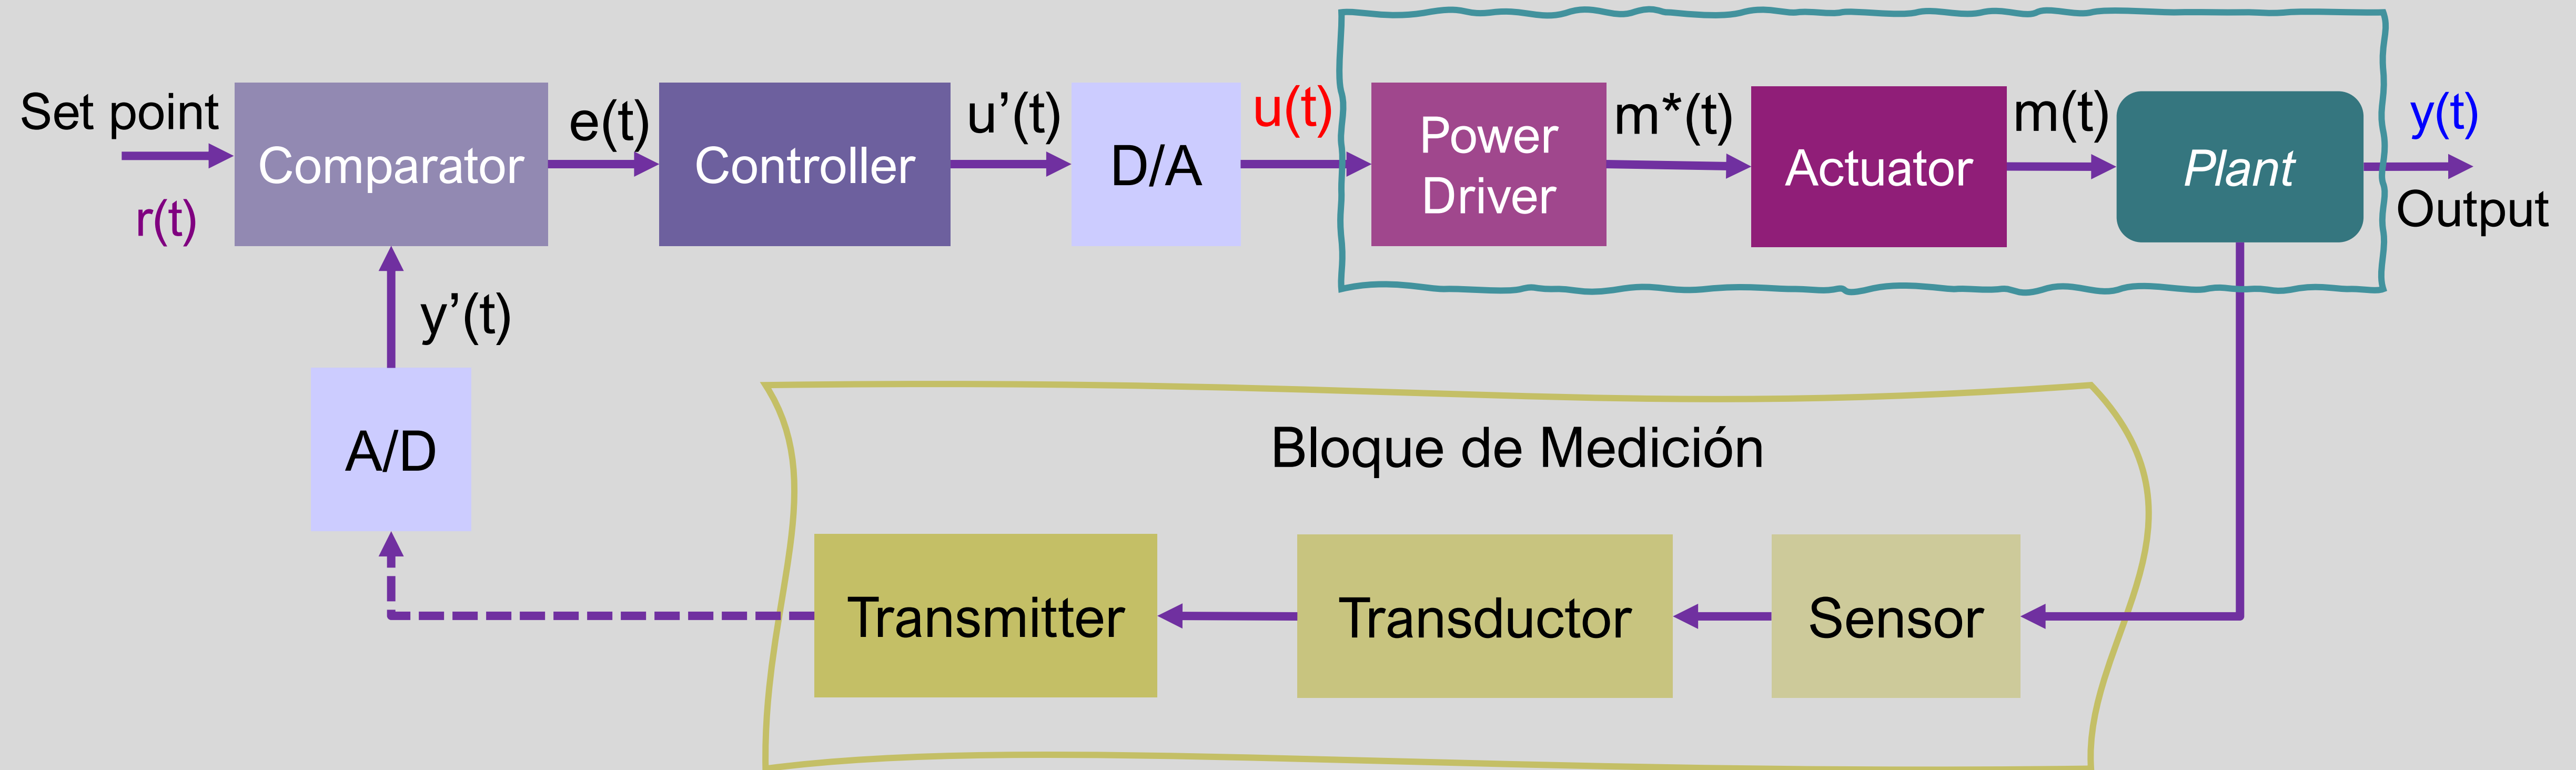 Set point
r(t)
Comparator
e(t)
Controller
u’(t)
D/A
u(t)
Power
Driver
m*(t)
Actuator
m(t)
Plant
y(t)
Output
y’(t)
A/D
Bloque de Medición
Transmitter
Transductor
Sensor